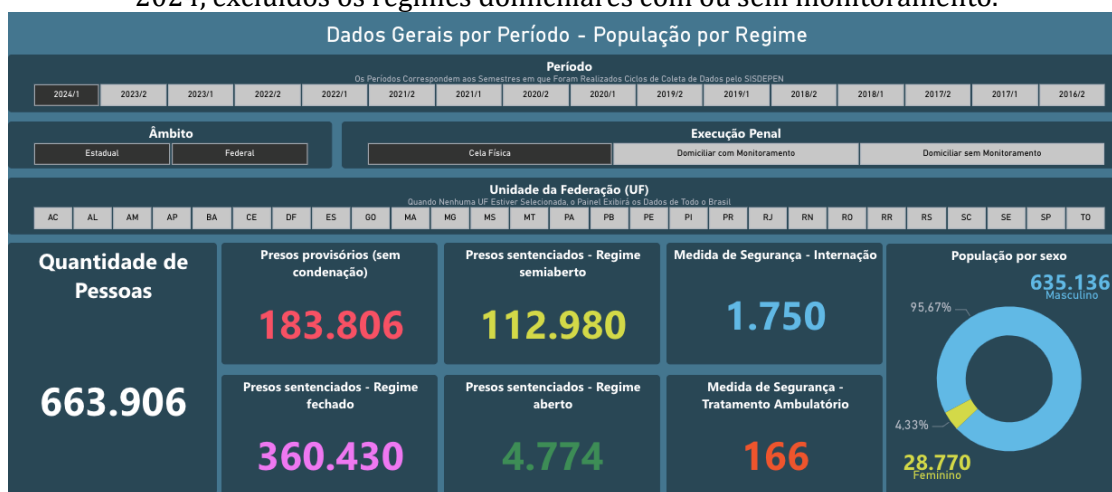 2024, excluídos os regimes domiciliares com ou sem monitoramento.
Dados Gerais por Período - População por Regime
Período
Os Períodos Correspondem aos Semestres em que Foram Realizados Ciclos de Coleta de Dados pelo SISDEPEN
2024/1 2023/2 2023/1 2022/2 2022/1 2021/2 2021/1 2020/2 2020/1 2019/2 2019/1 2018/2 2018/1 2017/2 2017/1 2016/2
Âmbito
Estadual Federal
Execução Penal
Cela Física Domiciliar com Monitoramento Domiciliar sem Monitoramento
Unidade da Federação (UF)
Quando Nenhuma UF Estiver Selecionada, o Painel Exibirá os Dados de Todo o Brasil
AC AL AM AP BA CE DF ES GO MA MG MS MT PA PB PE PI PR RJ RN RO RR RS SC SE SP TO
Quantidade de
Pessoas
663.906
Presos provisórios (sem
condenação)
183.806
Presos sentenciados - Regime
semiaberto
112.980
Medida de Segurança - Internação
1.750
Presos sentenciados - Regime
fechado
360.430
Presos sentenciados - Regime
aberto
4.774
Medida de Segurança -
Tratamento Ambulatório
166
População por sexo
635.136
Masculino
95,67%
4,33%
28.770
Feminino